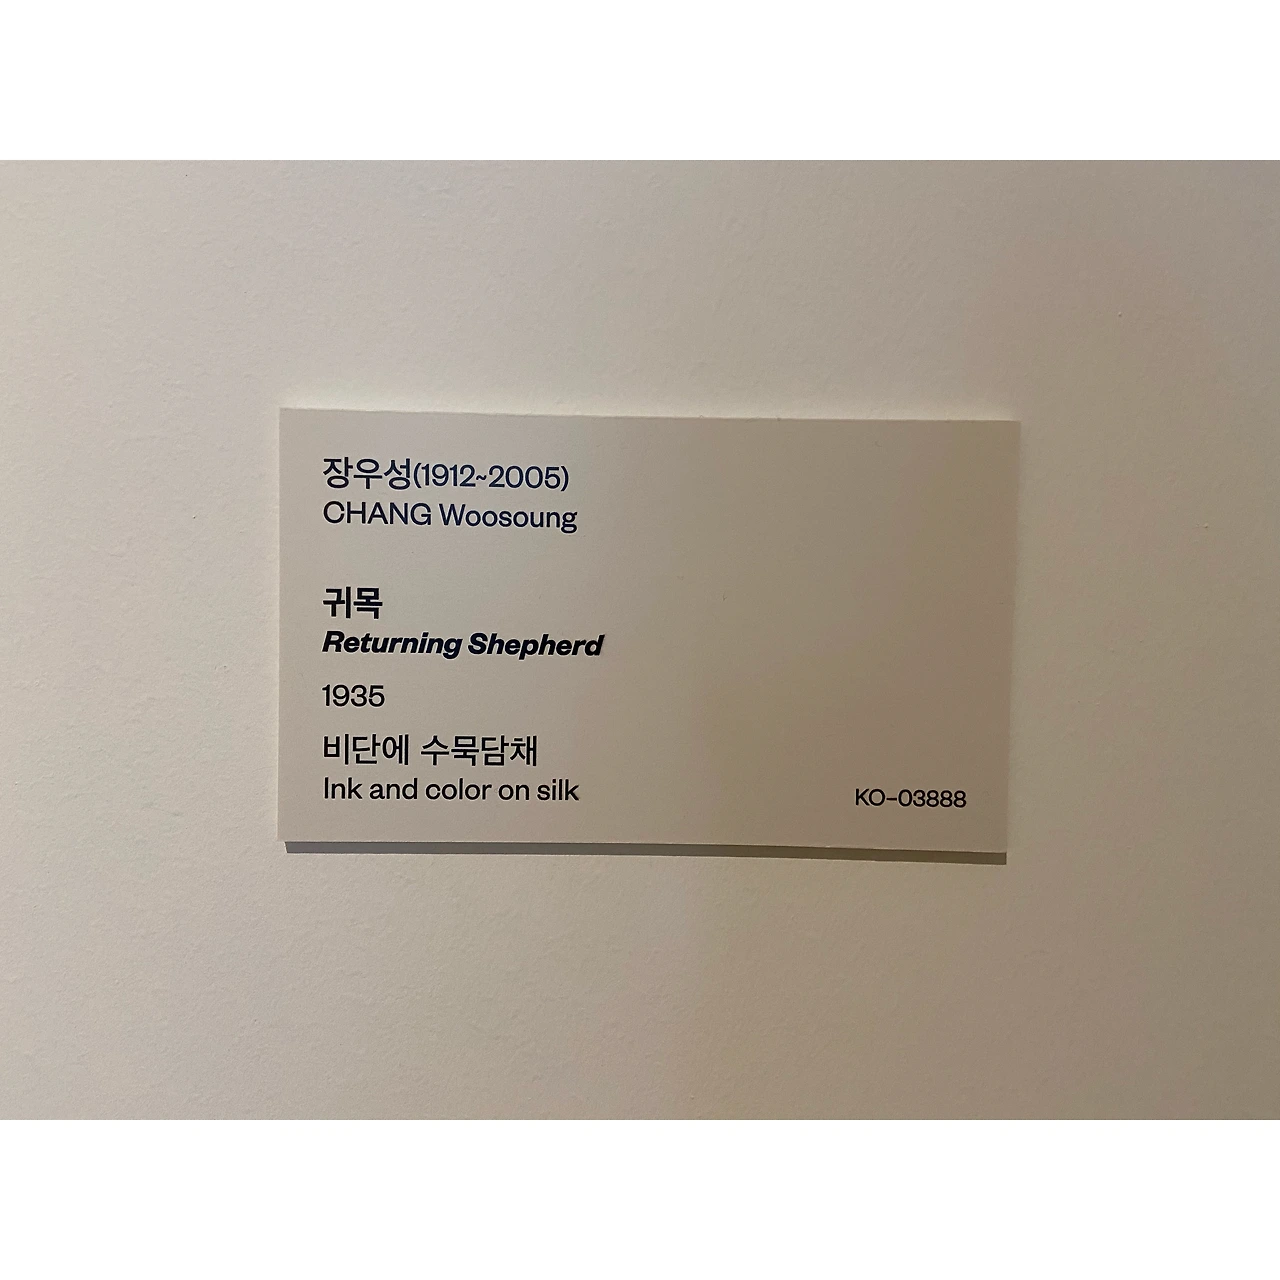 장우성(1912~2005)
CHANG Woosoung
귀목
Returning Shepherd
1935
비단에 수묵담채
Ink and color on silk
KO-03888